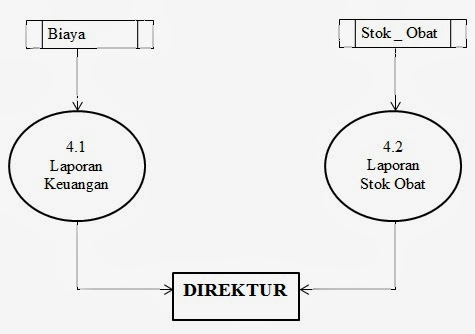 Biaya
Stok _ Obat
4.1
Laporan
Keuangan
4.2
Laporan
Stok Obat
DIREKTUR